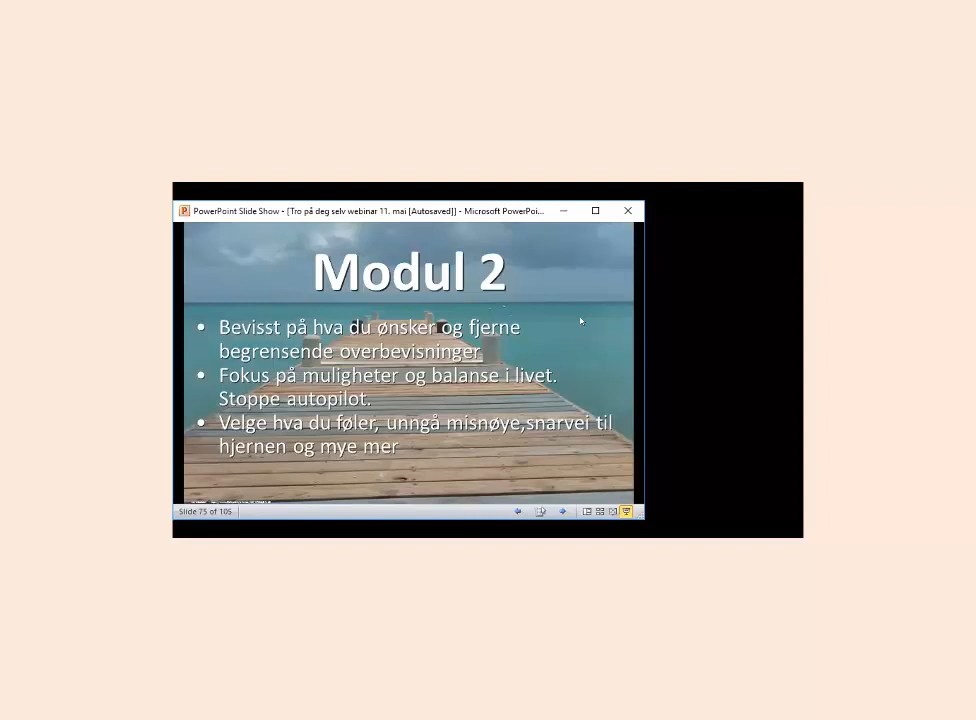 PowerPoint Slide Show - [Tro på deg selv webinar 11. mai [Autosaved]] - Microsoft PowerPoi...
Modul 2
• Bevisst på hva du ønsker og fjerne
begrensende overbevisninger
• Fokus på muligheter og balanse i livet.
Stoppe autopilot.
• Velge hva du føler, unngå misnøye,snarvei til
hjernen og mye mer
Slide 75 of 105